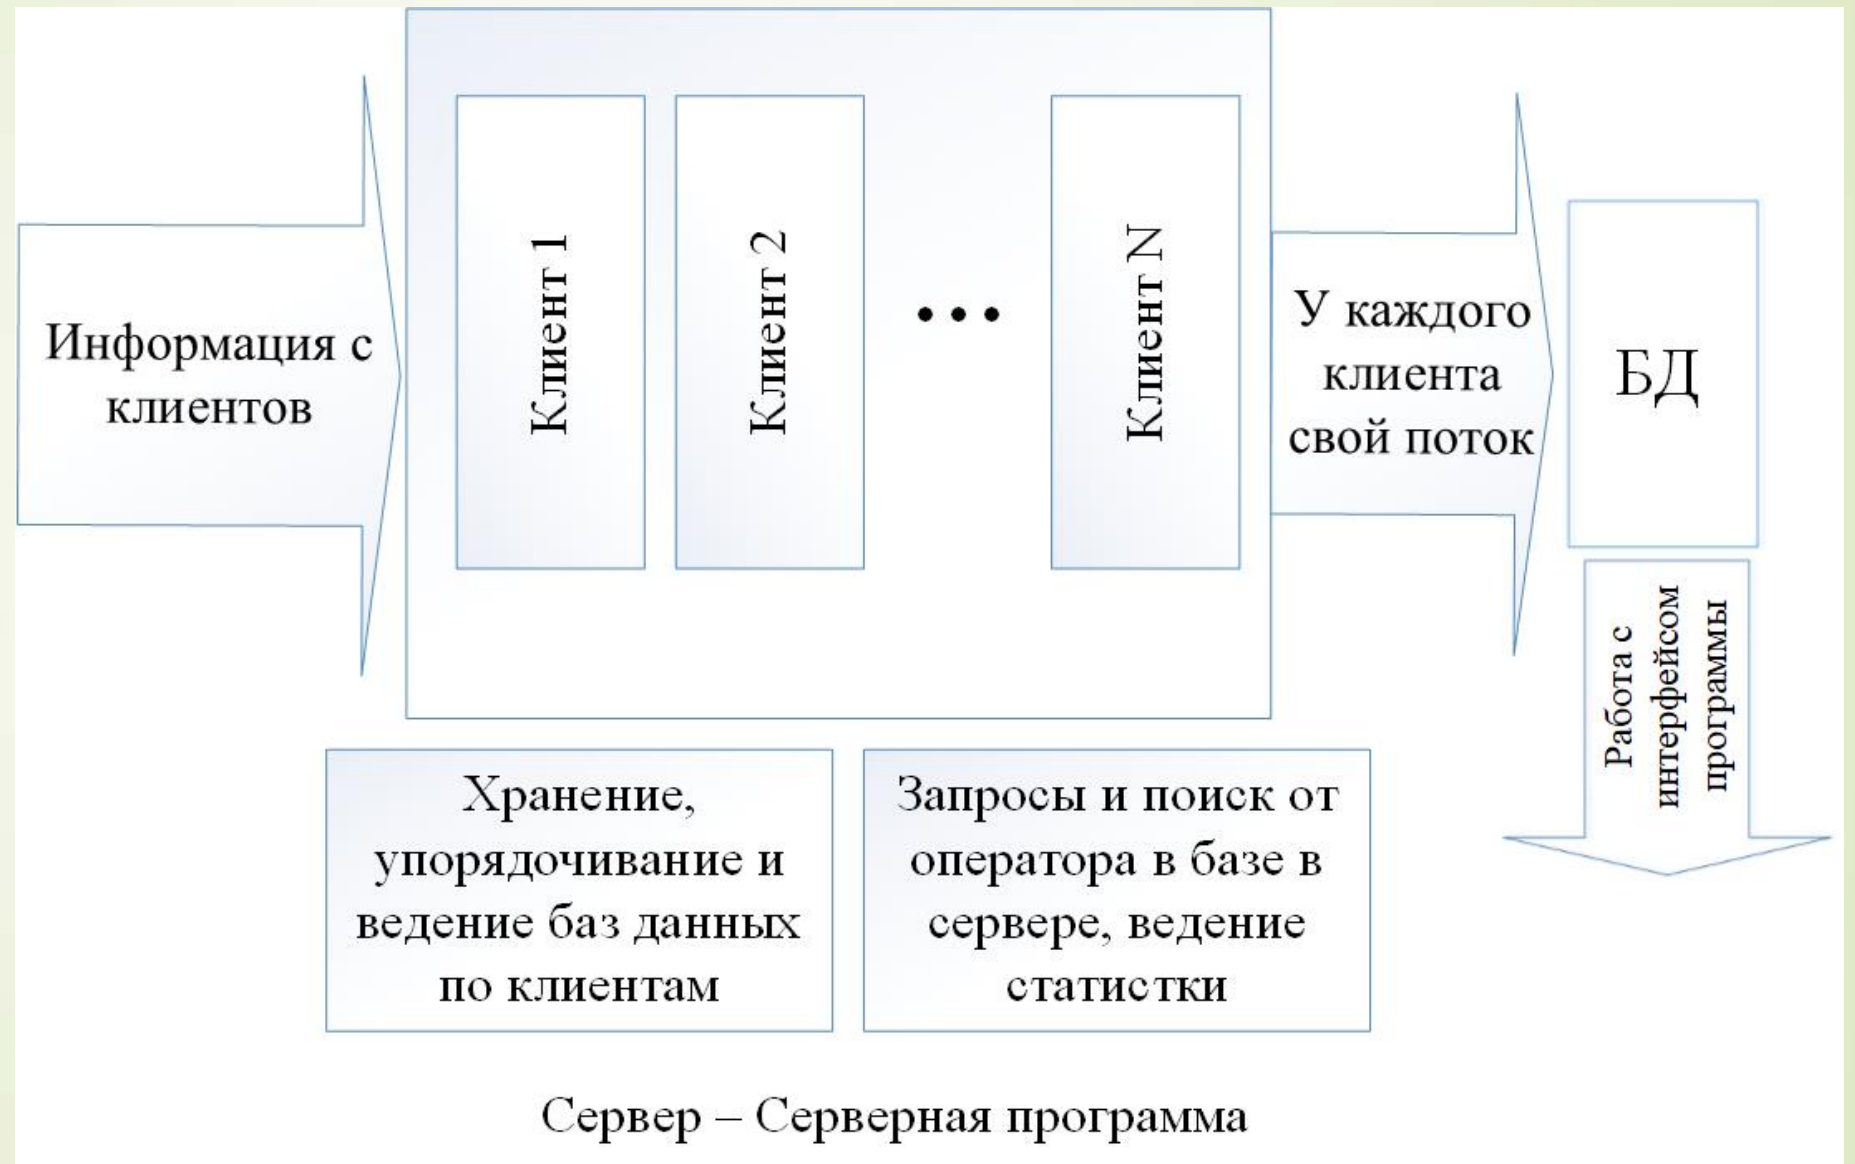 Информация с
клиентов
Клиент 1
Клиент 2
...
Клиент N
У каждого
клиента
свой поток
БД
Работа с
интерфейсом
программы
Хранение,
упорядочивание и
ведение баз данных
по клиентам
Запросы и поиск от
оператора в базе в
сервере, ведение
статистки
Сервер – Серверная программа